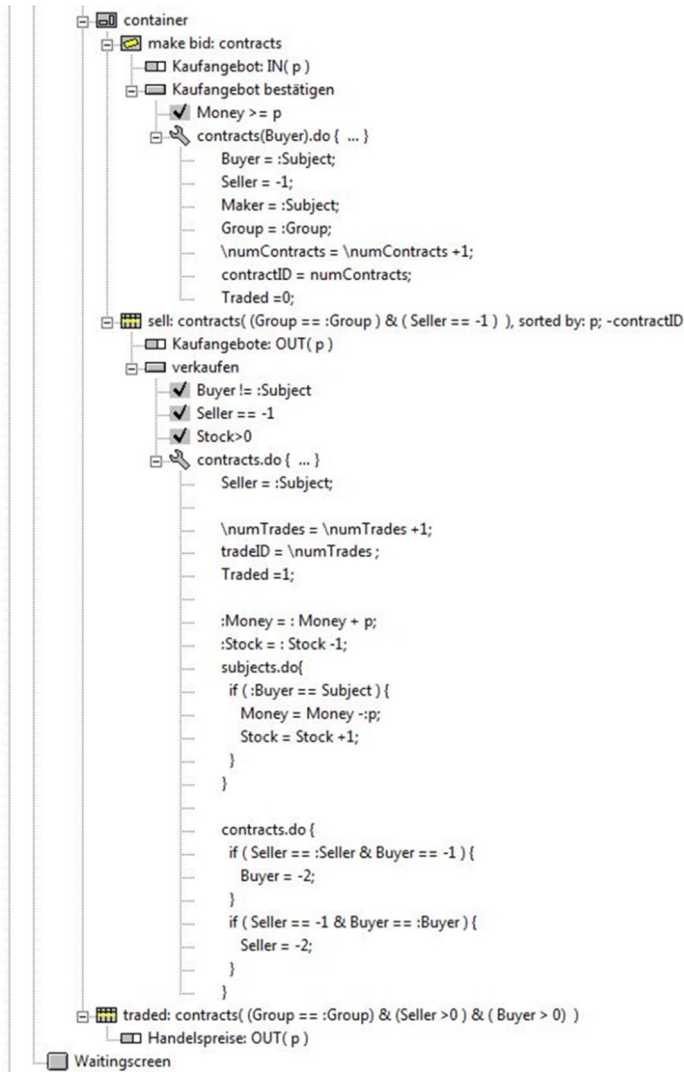 container
make bid: contracts
Kaufangebot: IN( p )
Kaufangebot bestätigen
Money >= p
contracts(Buyer).do { ... }
Buyer = :Subject;
Seller = -1;
Maker = :Subject;
Group = :Group;
\numContracts = \numContracts +1;
contractID = numContracts;
Traded =0;
sell: contracts( (Group == :Group ) & ( Seller == -1 ) ), sorted by: p; -contractID
Kaufangebote: OUT( p )
verkaufen
Buyer != :Subject
Seller == -1
Stock>0
contracts.do { ... }
Seller = :Subject;
\numTrades = \numTrades +1;
tradeID = \numTrades ;
Traded =1;
:Money = : Money + p;
:Stock = : Stock -1;
subjects.do{
if ( :Buyer == Subject ) {
Money = Money -:p;
Stock = Stock +1;
}
}
contracts.do {
if ( Seller == :Seller & Buyer == -1 ) {
Buyer = -2;
}
if ( Seller == -1 & Buyer == :Buyer ) {
Seller = -2;
}
}
traded: contracts( (Group == :Group) & (Seller >0 ) & ( Buyer > 0) )
Handelspreise: OUT( p )
Waitingscreen